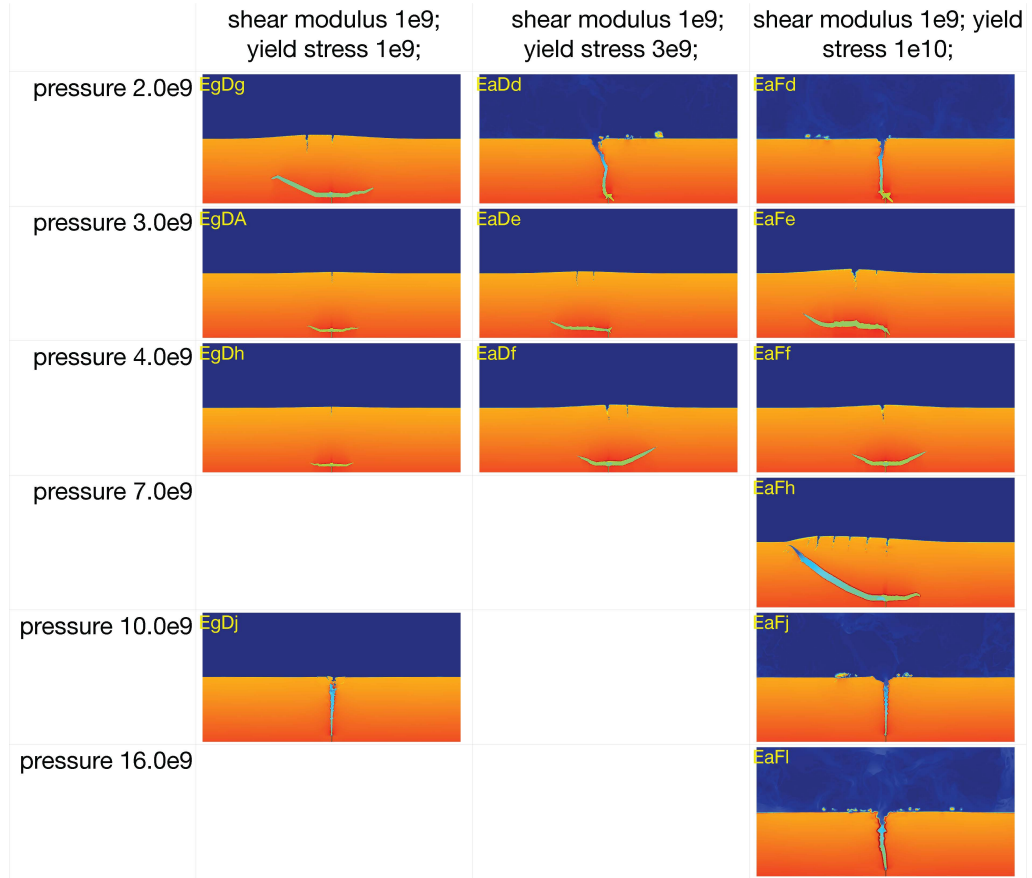 shear modulus 1e9;
yield stress 1e9;
shear modulus 1e9;
yield stress 3e9;
shear modulus 1e9; yield
stress 1e10;
pressure 2.0e9
EgDg
EaDd
EaFd
pressure 3.0e9
EgDA
EaDe
EaFe
pressure 4.0e9
EgDh
EaDf
EaFf
pressure 7.0e9
EaFh
pressure 10.0e9
EgDj
EaFj
pressure 16.0e9
EaFl